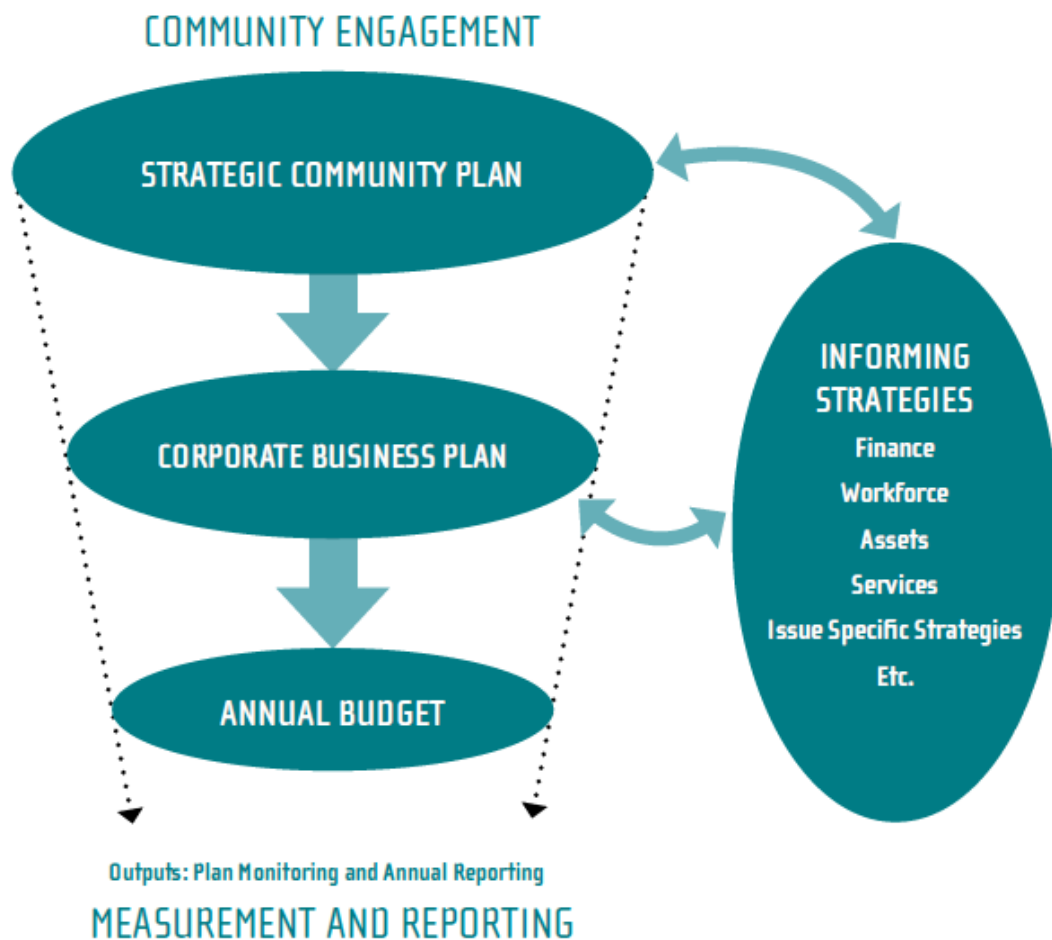 COMMUNITY ENGAGEMENT
STRATEGIC COMMUNITY PLAN
CORPORATE BUSINESS PLAN
ANNUAL BUDGET
INFORMING
STRATEGIES
Finance
Workforce
Assets
Services
Issue Specific Strategies
Etc.
Outputs: Plan Monitoring and Annual Reporting
MEASUREMENT AND REPORTING